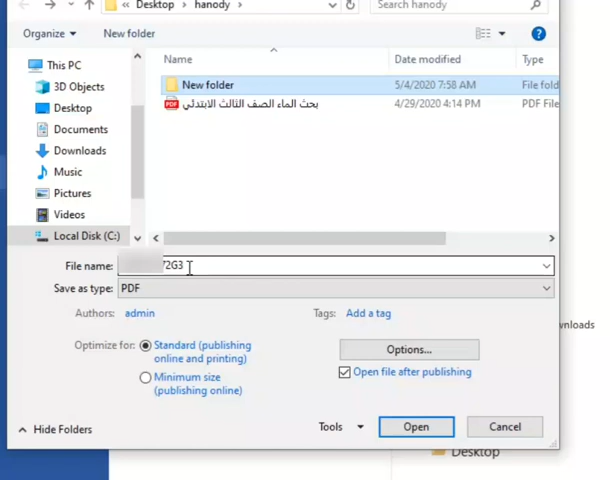 Desktop > hanody
Search hanody
Organize
New folder
Name
Date modified
Type
This PC
3D Objects
Desktop
Documents
Downloads
Music
Pictures
Videos
Local Disk (C:)
New folder
5/4/2020 7:58 AM
File fold
بحث الماء الصف الثالث الابتدئي
4/29/2020 4:14 PM
PDF File
File name:
72G3
Save as type:
PDF
Authors:
admin
Tags:
Add a tag
Optimize for:
Standard (publishing
online and printing)
Minimum size
(publishing online)
Options...
Open file after publishing
Hide Folders
Tools
Open
Cancel
wnloads
Desktop